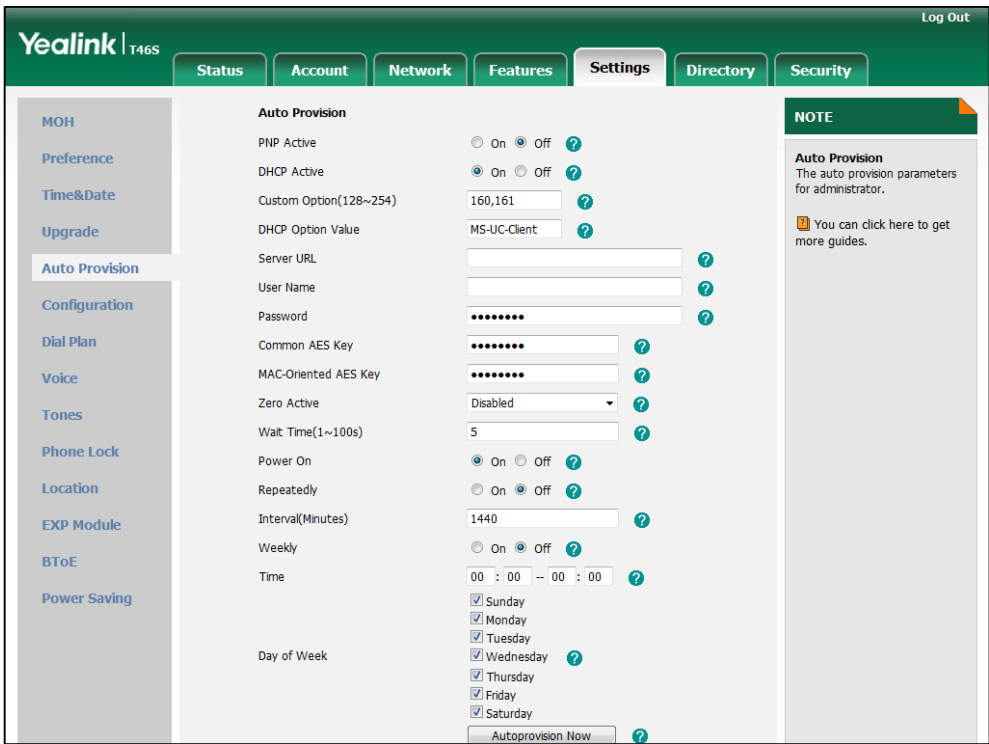 Log Out
Yealink | T46S
Status Account Network Features Settings Directory Security
MOH
Preference
Time&Date
Upgrade
Auto Provision
Configuration
Dial Plan
Voice
Tones
Phone Lock
Location
EXP Module
BToE
Power Saving
Auto Provision
PNP Active On Off ?
DHCP Active On Off ?
Custom Option(128~254) 160,161 ?
DHCP Option Value MS-UC-Client ?
Server URL ?
User Name ?
Password •••••••• ?
Common AES Key •••••••• ?
MAC-Oriented AES Key •••••••• ?
Zero Active Disabled ?
Wait Time(1~100s) 5 ?
Power On On Off ?
Repeatedly On Off ?
Interval(Minutes) 1440 ?
Weekly On Off ?
Time 00 : 00 -- 00 : 00 ?
Sunday
Monday
Tuesday
Day of Week Wednesday ?
Thursday
Friday
Saturday
Autoprovision Now ?
NOTE
Auto Provision
The auto provision parameters
for administrator.
? You can click here to get
more guides.